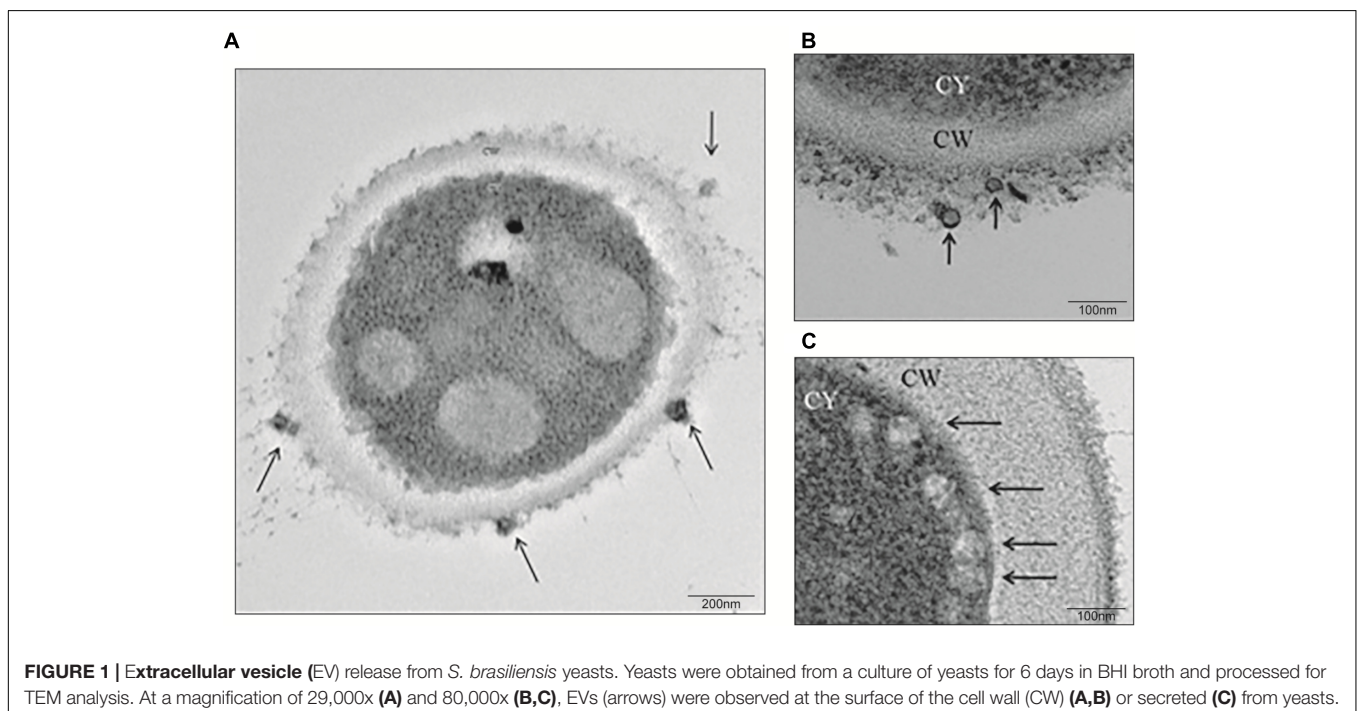 A
B
CW
CY
200nm
CY
CW
100nm
C
CW
CY
100nm
FIGURE 1 | Extracellular vesicle (EV) release from S. brasiliensis yeasts. Yeasts were obtained from a culture of yeasts for 6 days in BHI broth and processed for
TEM analysis. At a magnification of 29,000x (A) and 80,000x (B,C), EVs (arrows) were observed at the surface of the cell wall (CW) (A,B) or secreted (C) from yeasts.